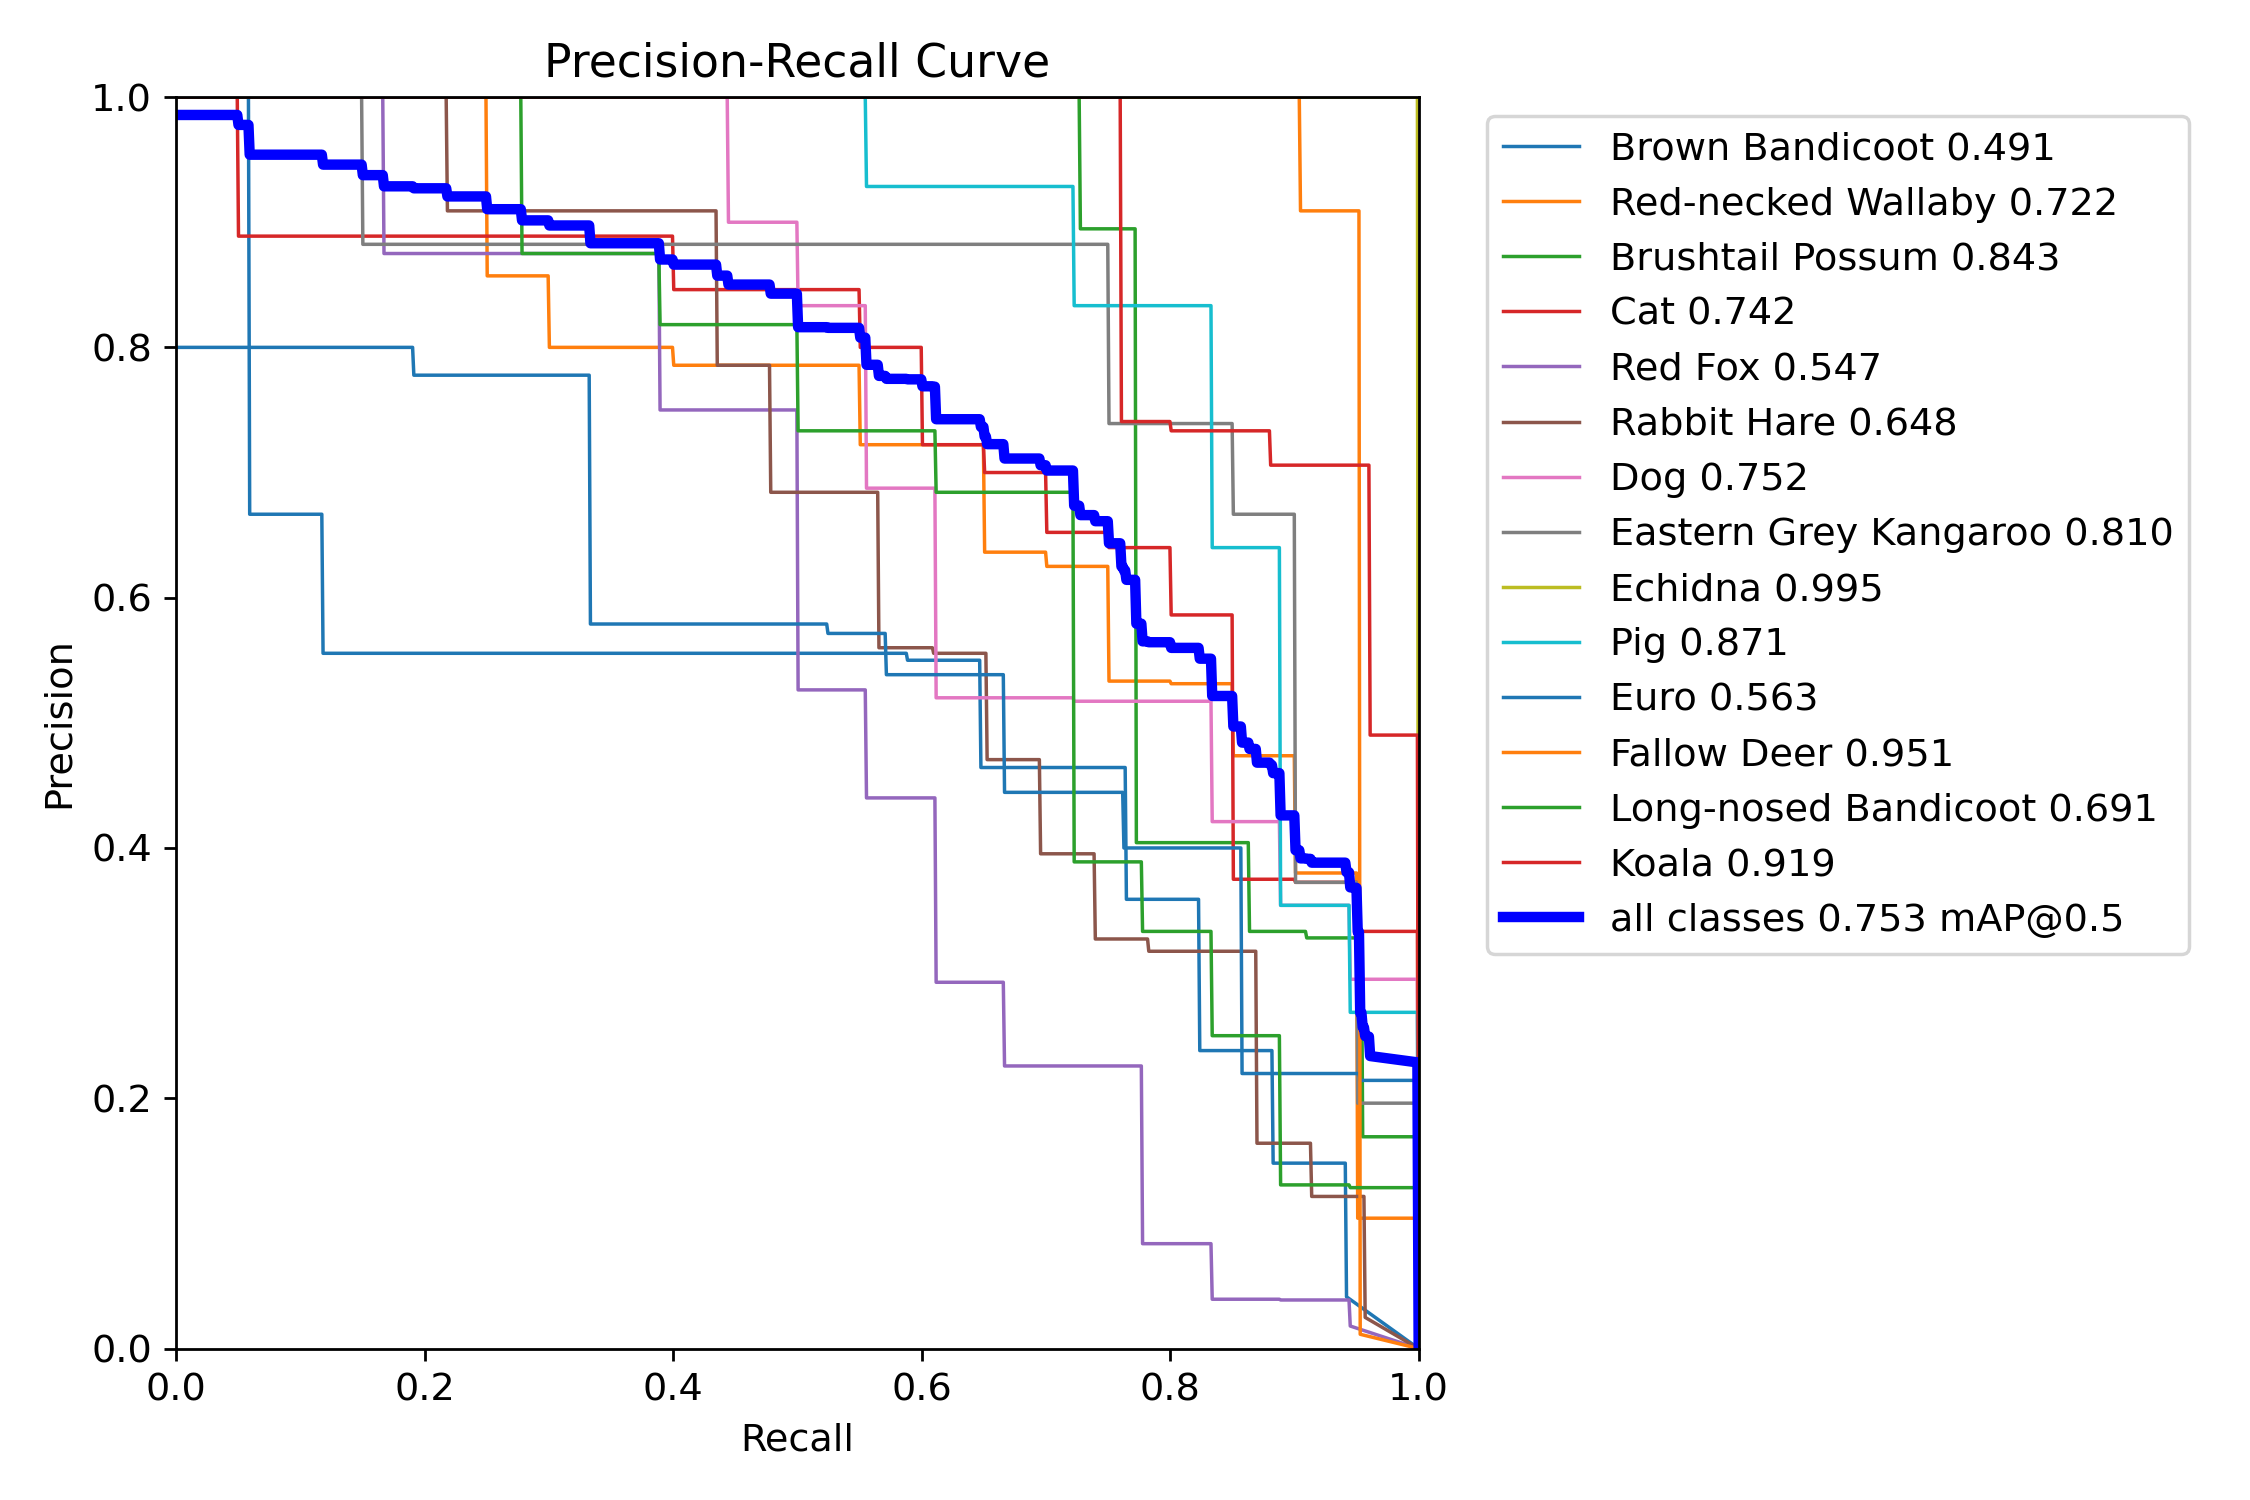 Precision-Recall Curve
1.0
0.8
0.6
0.4
0.2
0.0
Precision
0.0 0.2 0.4 0.6 0.8 1.0
Recall
Brown Bandicoot 0.491
Red-necked Wallaby 0.722
Brushtail Possum 0.843
Cat 0.742
Red Fox 0.547
Rabbit Hare 0.648
Dog 0.752
Eastern Grey Kangaroo 0.810
Echidna 0.995
Pig 0.871
Euro 0.563
Fallow Deer 0.951
Long-nosed Bandicoot 0.691
Koala 0.919
all classes 0.753 mAP@0.5